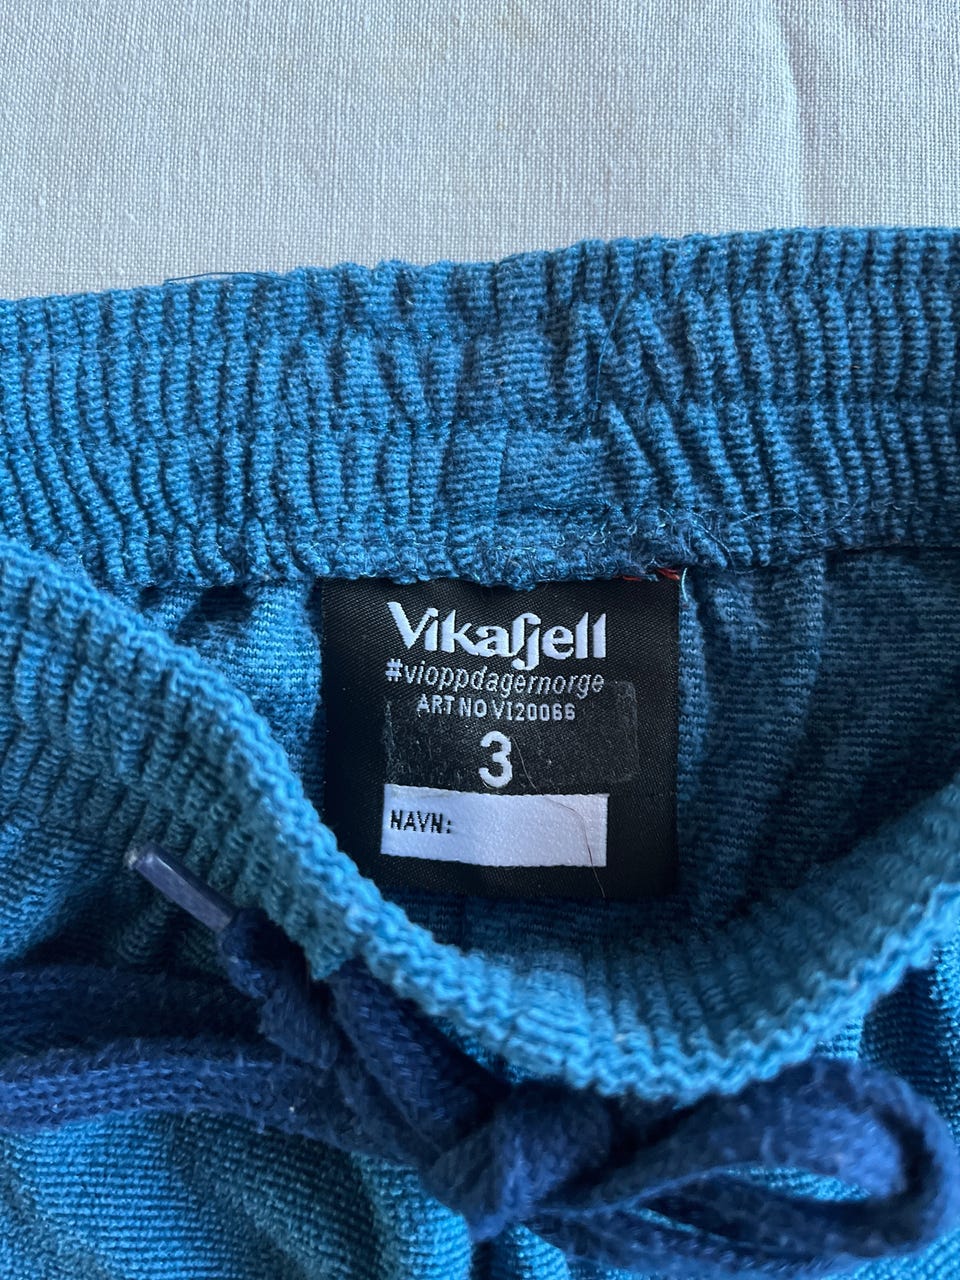 Vikafjell
#vioppdagernorge
ART NO VI20066
3
NAVN: